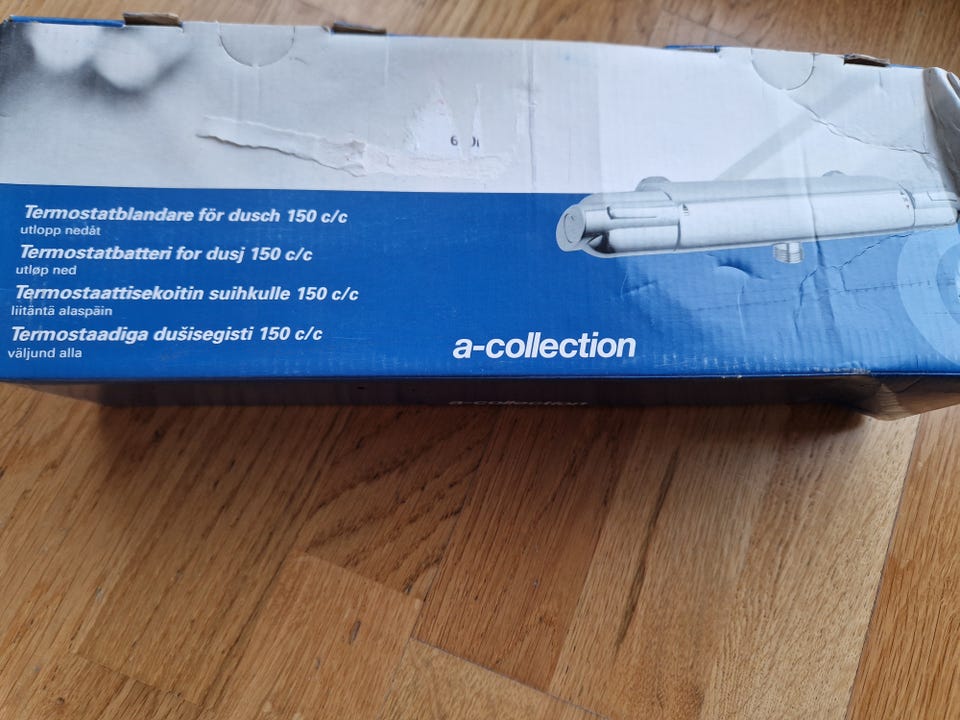 Termostatblandare för dusch 150 c/c
utlopp nedåt
Termostatbatteri for dusj 150 c/c
utløp ned
Termostaattisekoitin suihkulle 150 c/c
liitäntä alaspäin
Termostaadiga dušisegisti 150 c/c
väljund alla
a-collection
a-collection